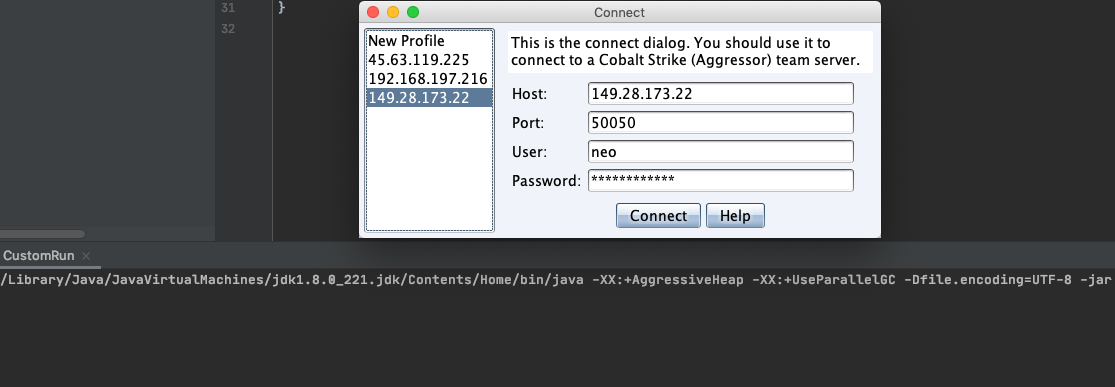 31 }
32
Connect
New Profile
45.63.119.225
192.168.197.216
149.28.173.22
This is the connect dialog. You should use it to
connect to a Cobalt Strike (Aggressor) team server.
Host: 149.28.173.22
Port: 50050
User: neo
Password: ************
Connect Help
CustomRun ×
/Library/Java/JavaVirtualMachines/jdk1.8.0_221.jdk/Contents/Home/bin/java -XX:+AggressiveHeap -XX:+UseParallelGC -Dfile.encoding=UTF-8 -jar